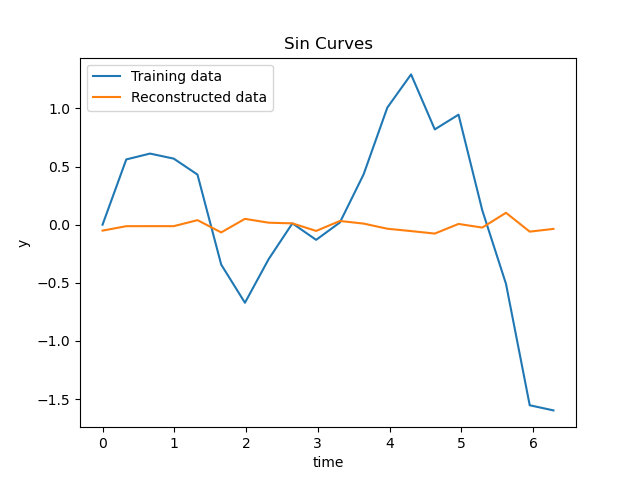 Sin Curves
Training data
Reconstructed data
1.0
0.5
0.0
−0.5
−1.0
−1.5
y
0 1 2 3 4 5 6
time